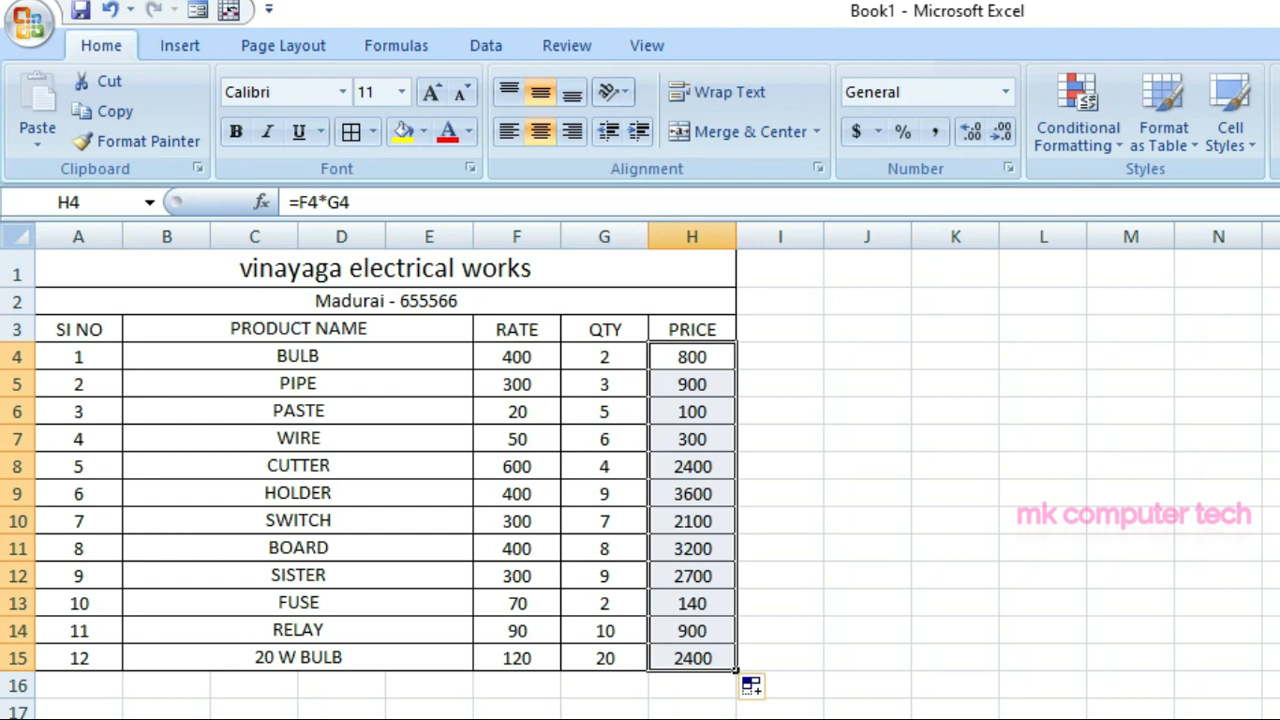 Book1 - Microsoft Excel
Home Insert Page Layout Formulas Data Review View
Paste Cut Copy Format Painter
Calibri 11 A A
B I U A
Wrap Text
Merge & Center
General
$ % , .00 .00
Conditional Formatting Format as Table Cell Styles
Clipboard Font Alignment Number Styles
H4 fx =F4*G4
A B C D E F G H I J K L M N
1 vinayaga electrical works
2 Madurai - 655566
3 SI NO PRODUCT NAME RATE QTY PRICE
4 1 BULB 400 2 800
5 2 PIPE 300 3 900
6 3 PASTE 20 5 100
7 4 WIRE 50 6 300
8 5 CUTTER 600 4 2400
9 6 HOLDER 400 9 3600
10 7 SWITCH 300 7 2100
mk computer tech
11 8 BOARD 400 8 3200
12 9 SISTER 300 9 2700
13 10 FUSE 70 2 140
14 11 RELAY 90 10 900
15 12 20 W BULB 120 20 2400
16
17